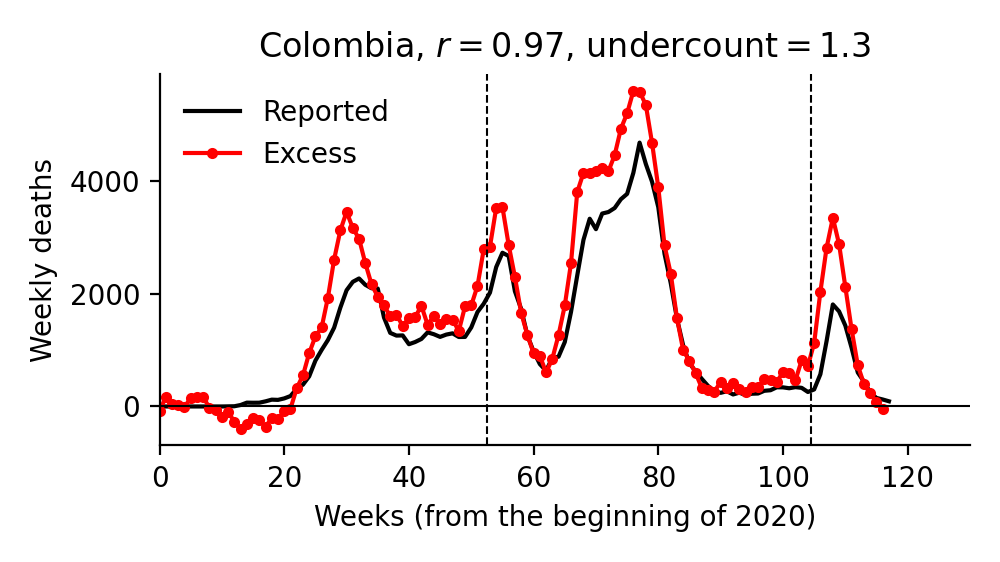 Colombia, r = 0.97, undercount = 1.3
Reported
Excess
Weekly deaths
4000
2000
0
0 20 40 60 80 100 120
Weeks (from the beginning of 2020)